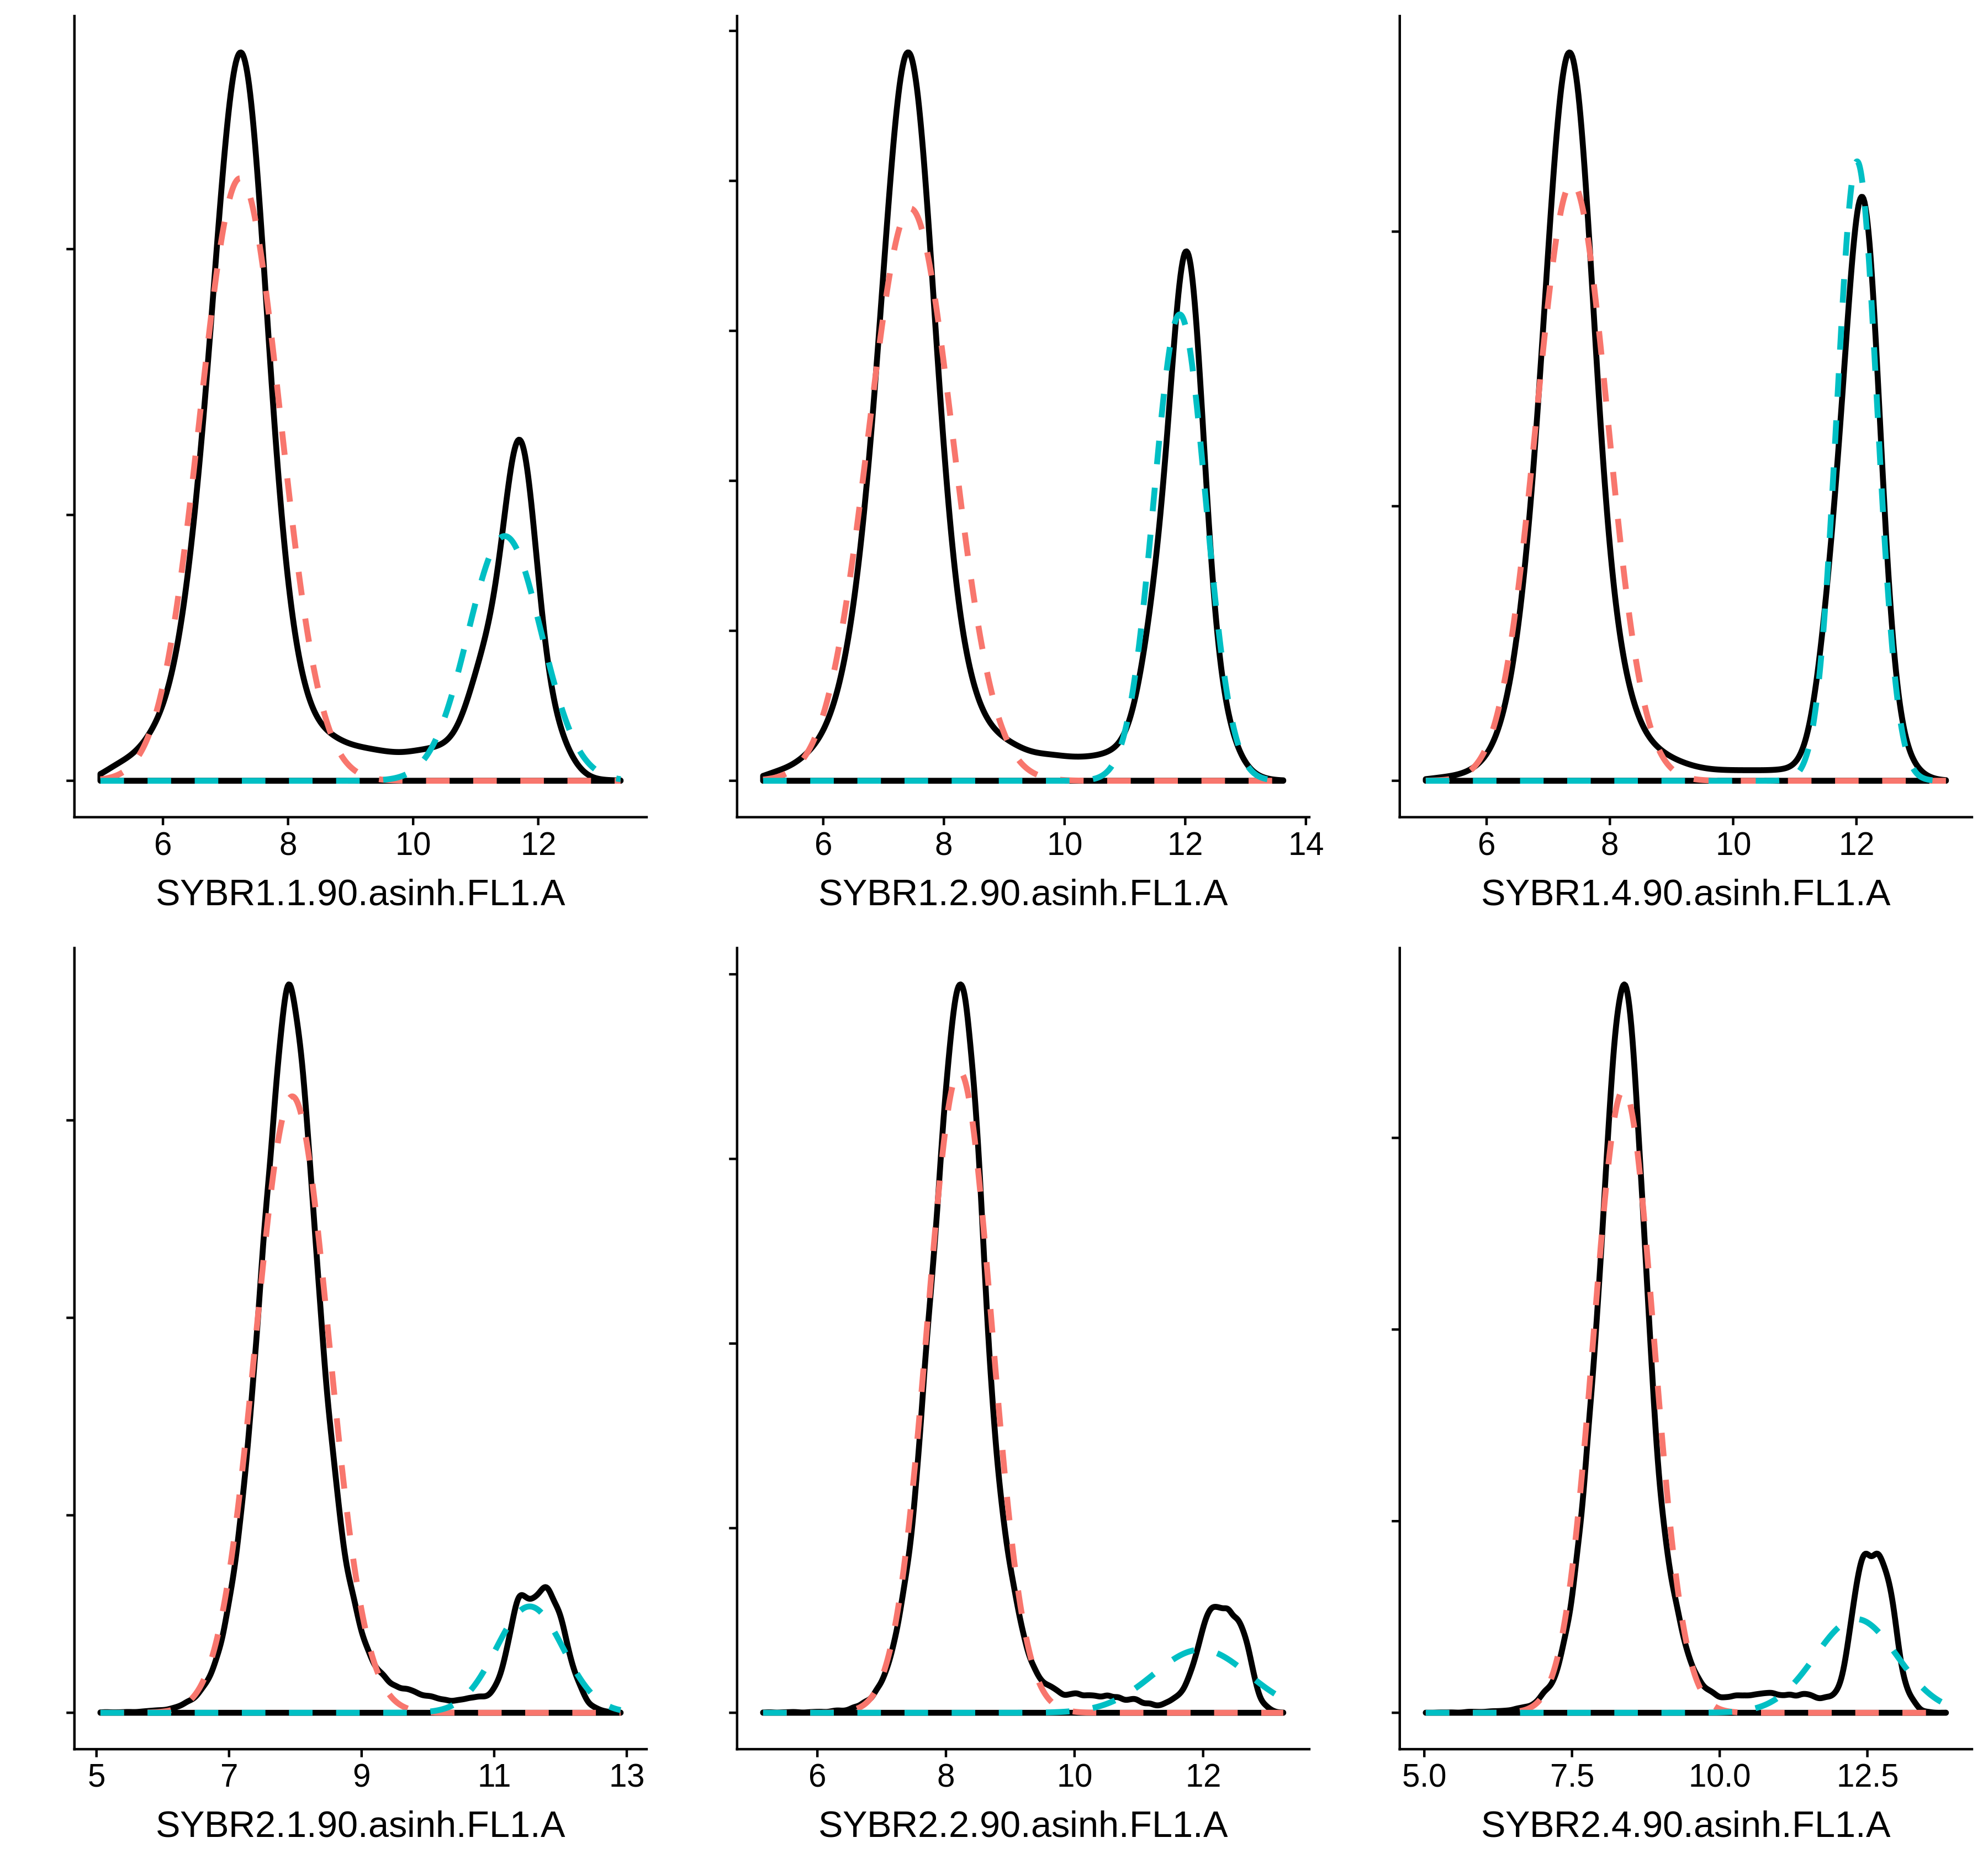 6 8 10 12
SYBR1.1.90.asinh.FL1.A
6 8 10 12 14
SYBR1.2.90.asinh.FL1.A
6 8 10 12
SYBR1.4.90.asinh.FL1.A
5 7 9 11 13
SYBR2.1.90.asinh.FL1.A
6 8 10 12
SYBR2.2.90.asinh.FL1.A
5.0 7.5 10.0 12.5
SYBR2.4.90.asinh.FL1.A